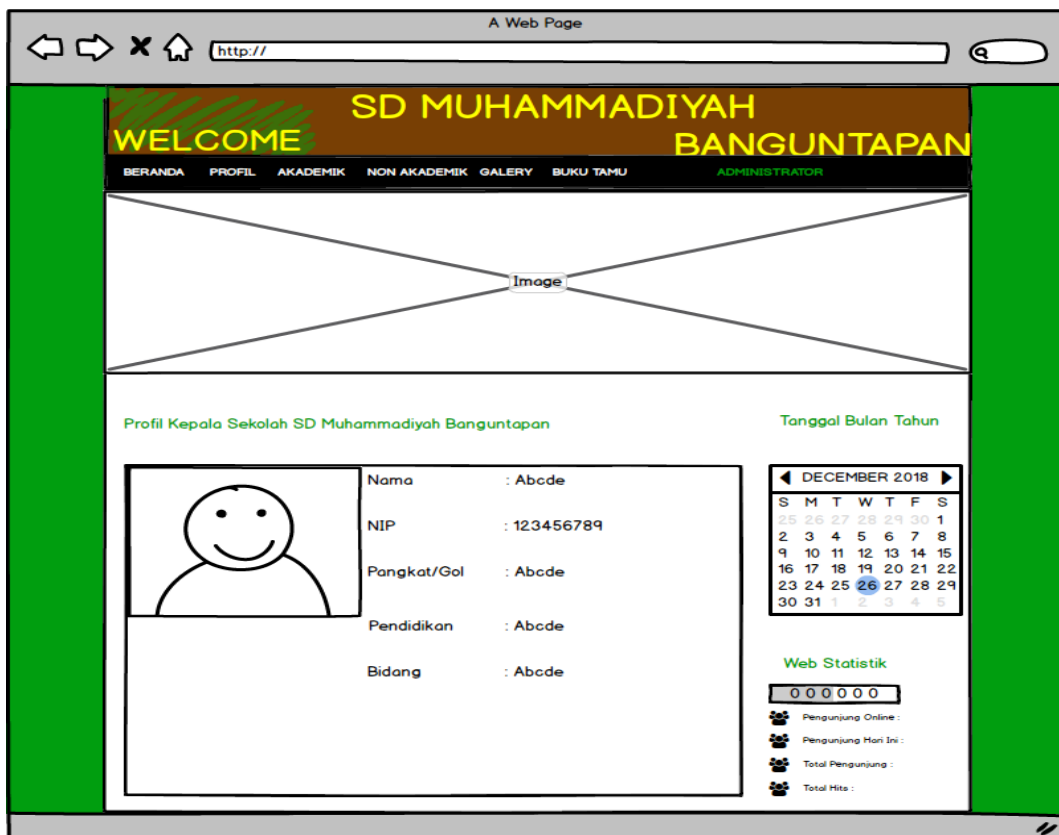 A Web Page
http://
SD MUHAMMADIYAH
WELCOME
BANGUNTAPAN
BERANDA PROFIL AKADEMIK NON AKADEMIK GALERY BUKU TAMU ADMINISTRATOR
Image
Profil Kepala Sekolah SD Muhammadiyah Banguntapan
Nama : Abcde
NIP : 123456789
Pangkat/Gol : Abcde
Pendidikan : Abcde
Bidang : Abcde
Tanggal Bulan Tahun
DECEMBER 2018
S M T W T F S
25 26 27 28 29 30 1
2 3 4 5 6 7 8
9 10 11 12 13 14 15
16 17 18 19 20 21 22
23 24 25 26 27 28 29
30 31 1 2 3 4 5
Web Statistik
000000
Pengunjung Online :
Pengunjung Hari Ini :
Total Pengunjung :
Total Hits :